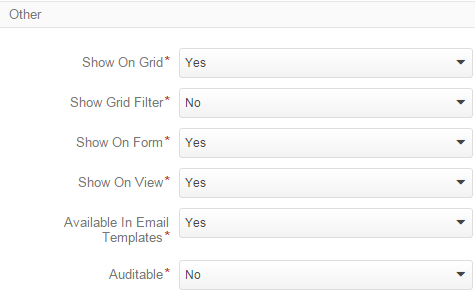 Other
Show On Grid* Yes
Show Grid Filter* No
Show On Form* Yes
Show On View* Yes
Available In Email Yes
Templates*
Auditable* No